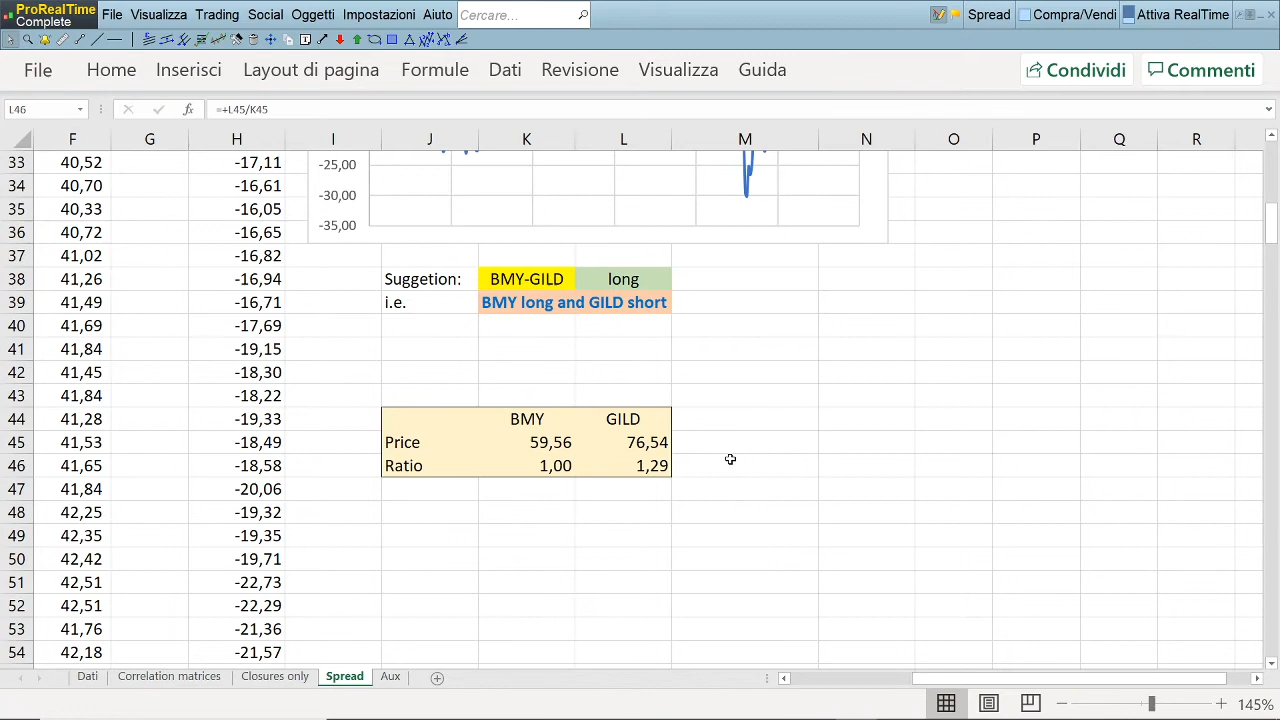 ProRealTime
Complete
File Visualizza Trading Social Oggetti Impostazioni Aiuto Cercare...
Spread Compra/Vendi Attiva RealTime
File Home Inserisci Layout di pagina Formule Dati Revisione Visualizza Guida Condividi Commenti
L46 fx =+L45/K45
F G H I J K L M N O P Q R
33 40,52 -17,11 -25,00
34 40,70 -16,61 -30,00
35 40,33 -16,05
36 40,72 -16,65 -35,00
37 41,02 -16,82
38 41,26 -16,94 Suggetion: BMY-GILD long
39 41,49 -16,71 i.e. BMY long and GILD short
40 41,69 -17,69
41 41,84 -19,15
42 41,45 -18,30
43 41,84 -18,22
44 41,28 -19,33 BMY GILD
45 41,53 -18,49 Price 59,56 76,54
46 41,65 -18,58 Ratio 1,00 1,29
47 41,84 -20,06
48 42,25 -19,32
49 42,35 -19,35
50 42,42 -19,71
51 42,51 -22,73
52 42,51 -22,29
53 41,76 -21,36
54 42,18 -21,57
Dati Correlation matrices Closures only Spread Aux
145%